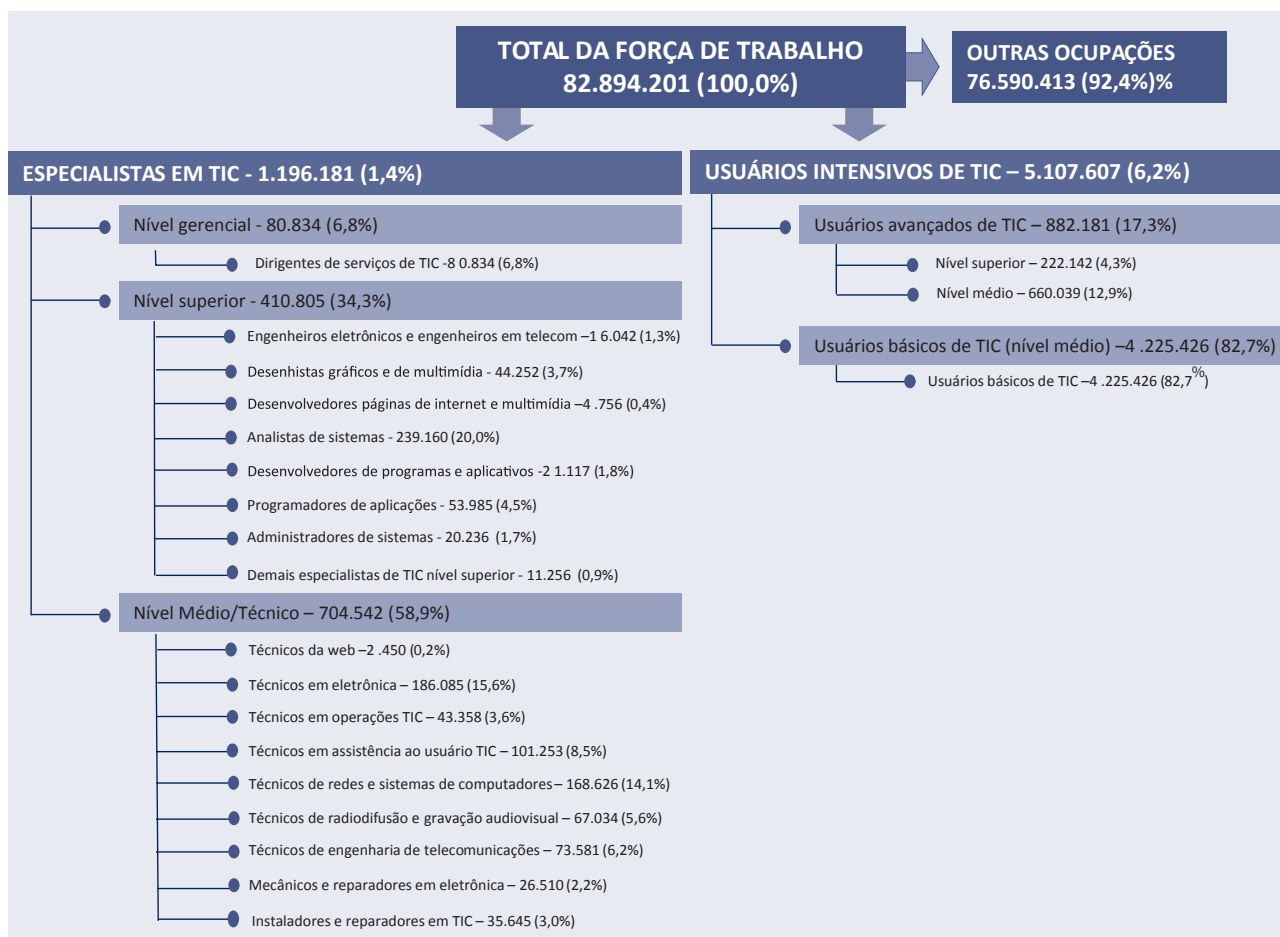 TOTAL DA FORÇA DE TRABALHO
82.894.201 (100,0%)
OUTRAS OCUPAÇÕES
76.590.413 (92,4%)%
ESPECIALISTAS EM TIC - 1.196.181 (1,4%)
Nível gerencial - 80.834 (6,8%)
Dirigentes de serviços de TIC -8 0.834 (6,8%)
Nível superior - 410.805 (34,3%)
Engenheiros eletrônicos e engenheiros em telecom –1 6.042 (1,3%)
Desenhistas gráficos e de multimídia - 44.252 (3,7%)
Desenvolvedores páginas de internet e multimídia –4 .756 (0,4%)
Analistas de sistemas - 239.160 (20,0%)
Desenvolvedores de programas e aplicativos -2 1.117 (1,8%)
Programadores de aplicações - 53.985 (4,5%)
Administradores de sistemas - 20.236 (1,7%)
Demais especialistas de TIC nível superior - 11.256 (0,9%)
Nível Médio/Técnico – 704.542 (58,9%)
Técnicos da web –2 .450 (0,2%)
Técnicos em eletrônica – 186.085 (15,6%)
Técnicos em operações TIC – 43.358 (3,6%)
Técnicos em assistência ao usuário TIC – 101.253 (8,5%)
Técnicos de redes e sistemas de computadores – 168.626 (14,1%)
Técnicos de radiodifusão e gravação audiovisual – 67.034 (5,6%)
Técnicos de engenharia de telecomunicações – 73.581 (6,2%)
Mecânicos e reparadores em eletrônica – 26.510 (2,2%)
Instaladores e reparadores em TIC – 35.645 (3,0%)
USUÁRIOS INTENSIVOS DE TIC – 5.107.607 (6,2%)
Usuários avançados de TIC – 882.181 (17,3%)
Nível superior – 222.142 (4,3%)
Nível médio – 660.039 (12,9%)
Usuários básicos de TIC (nível médio) –4 .225.426 (82,7%)
Usuários básicos de TIC –4 .225.426 (82,7%)